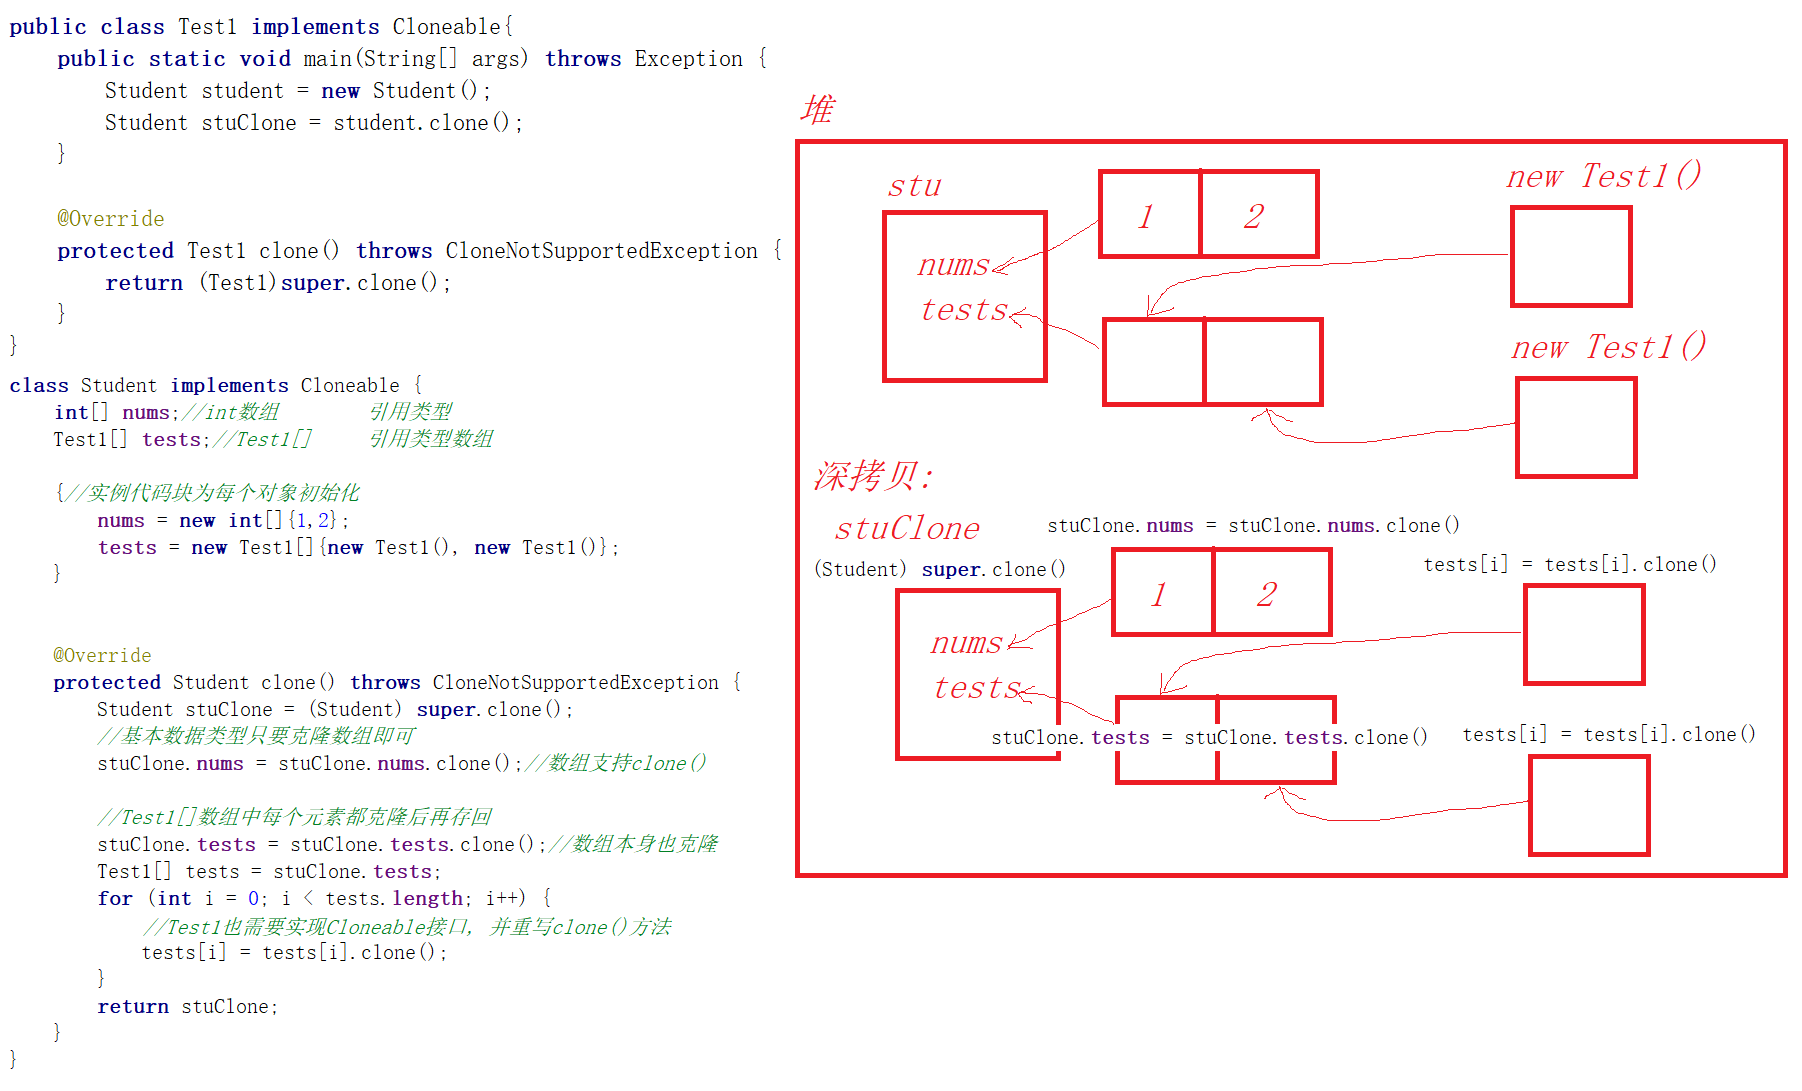 public class Test1 implements Cloneable{
    public static void main(String[] args) throws Exception {
        Student student = new Student();
        Student stuClone = student.clone();
    }
    @Override
    protected Test1 clone() throws CloneNotSupportedException {
        return (Test1)super.clone();
    }
}
class Student implements Cloneable {
    int[] nums;//int数组        引用类型
    Test1[] tests;//Test1[]     引用类型数组
    {//实例代码块为每个对象初始化
        nums = new int[]{1,2};
        tests = new Test1[]{new Test1(), new Test1()};
    }
    @Override
    protected Student clone() throws CloneNotSupportedException {
        Student stuClone = (Student) super.clone();
        //基本数据类型只要克隆数组即可
        stuClone.nums = stuClone.nums.clone();//数组支持clone()
        //Test1[]数组中每个元素都克隆后再存回
        stuClone.tests = stuClone.tests.clone();//数组本身也克隆
        Test1[] tests = stuClone.tests;
        for (int i = 0; i < tests.length; i++) {
            //Test1也需要实现Cloneable接口, 并重写clone()方法
            tests[i] = tests[i].clone();
        }
        return stuClone;
    }
}
堆
stu
1 2
new Test1()
nums
tests
new Test1()
深拷贝:
stuClone
stuClone.nums = stuClone.nums.clone()
(Student) super.clone()
tests[i] = tests[i].clone()
1 2
nums
tests
stuClone.tests = stuClone.tests.clone()
tests[i] = tests[i].clone()